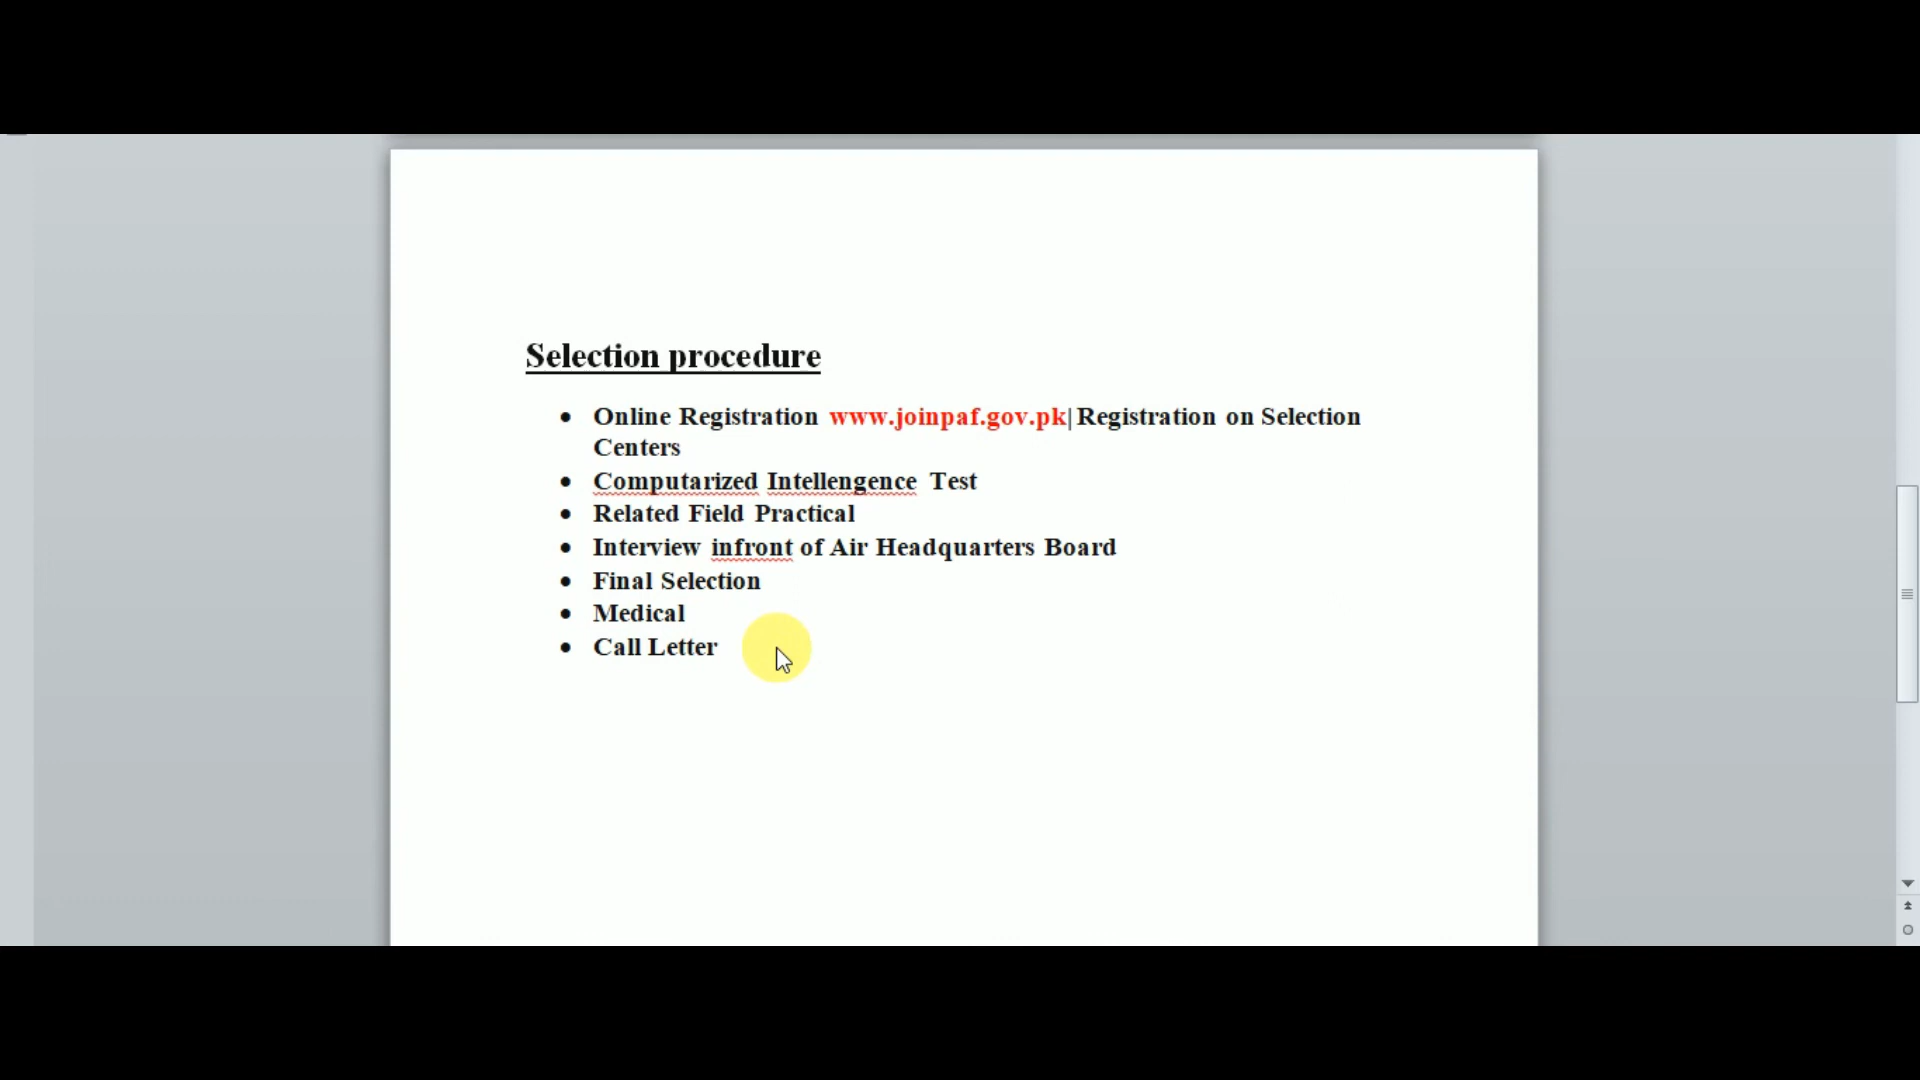 Selection procedure
• Online Registration www.joinpaf.gov.pk| Registration on Selection
Centers
• Computarized Intellengence Test
• Related Field Practical
• Interview infront of Air Headquarters Board
• Final Selection
• Medical
• Call Letter